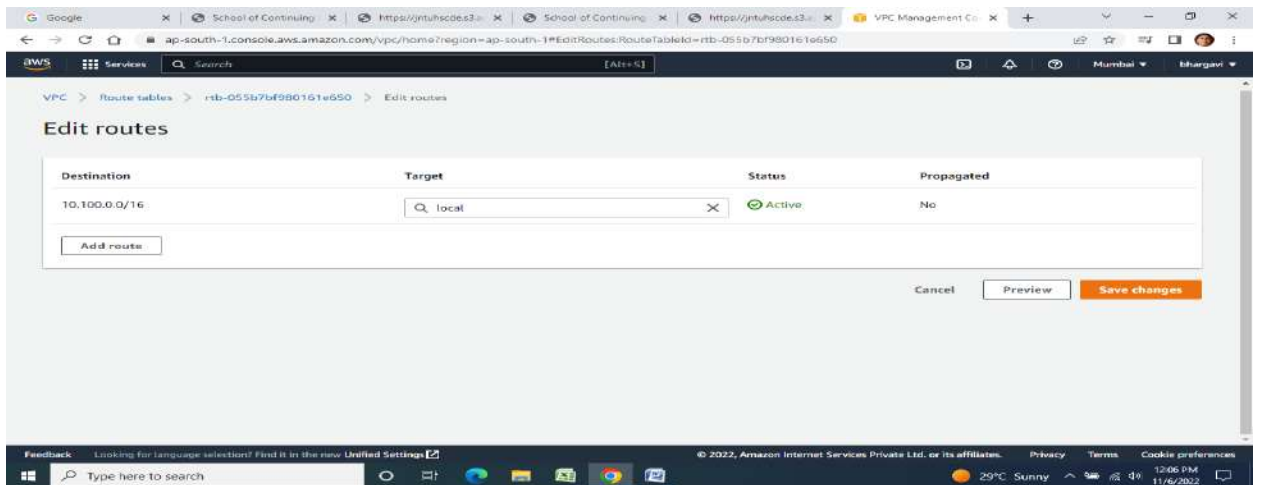 Google School of Continuing https://jntuhscde.s3. School of Continuing https://jntuhscde.s3. VPC Management Co
ap-south-1.console.aws.amazon.com/vpc/home?region=ap-south-1#EditRoutes:RouteTableId=rtb-055b7bf980161e650
aws Services Search [Alt+S] Mumbai bhargavi
VPC > Route tables > rtb-055b7bf980161e650 > Edit routes
Edit routes
Destination Target Status Propagated
10.100.0.0/16 local Active No
Add route
Cancel Preview Save changes
Feedback Looking for language selection? Find it in the new Unified Settings © 2022, Amazon Internet Services Private Ltd. or its affiliates. Privacy Terms Cookie preferences
Type here to search 29°C Sunny 12:06 PM
11/6/2022